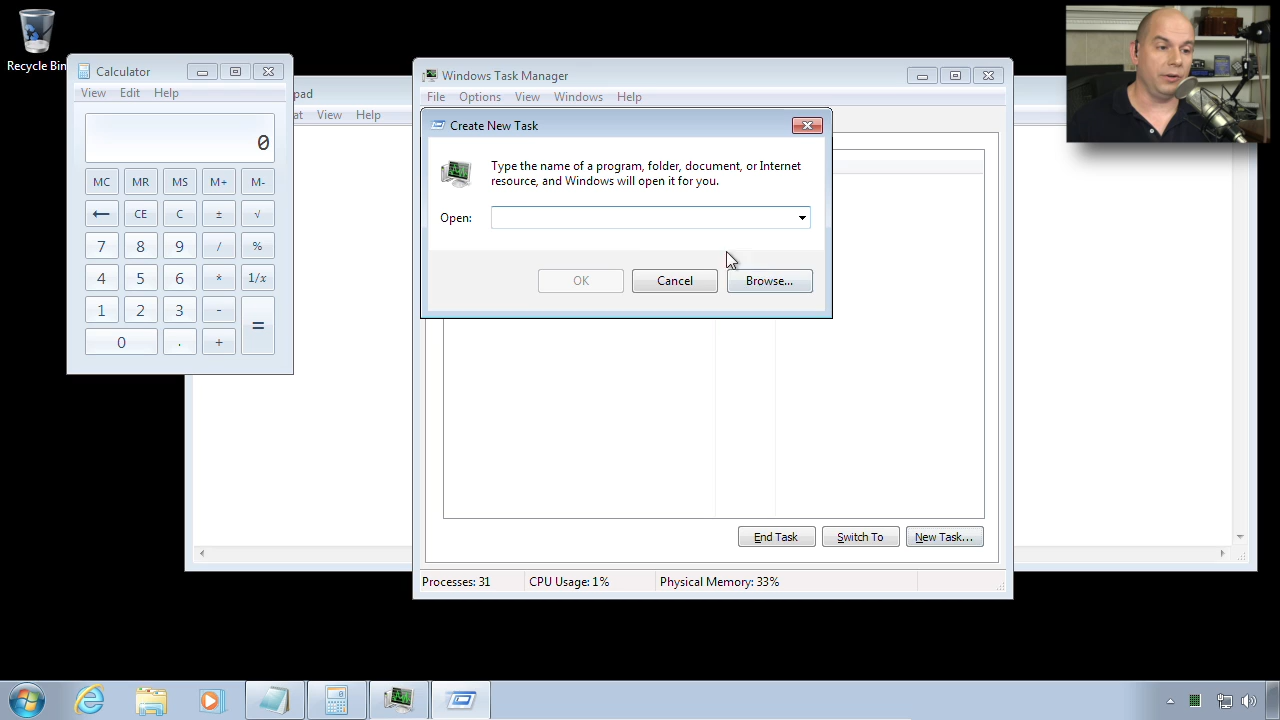 Recycle Bin
Calculator
View Edit Help
0
MC MR MS M+ M-
← CE C ± √
7 8 9 / %
4 5 6 * 1/x
1 2 3 - =
0 . +
pad
at View Help
Windows Task Manager
File Options View Windows Help
Create New Task
Type the name of a program, folder, document, or Internet
resource, and Windows will open it for you.
Open:
OK Cancel Browse...
End Task Switch To New Task...
Processes: 31 CPU Usage: 1% Physical Memory: 33%